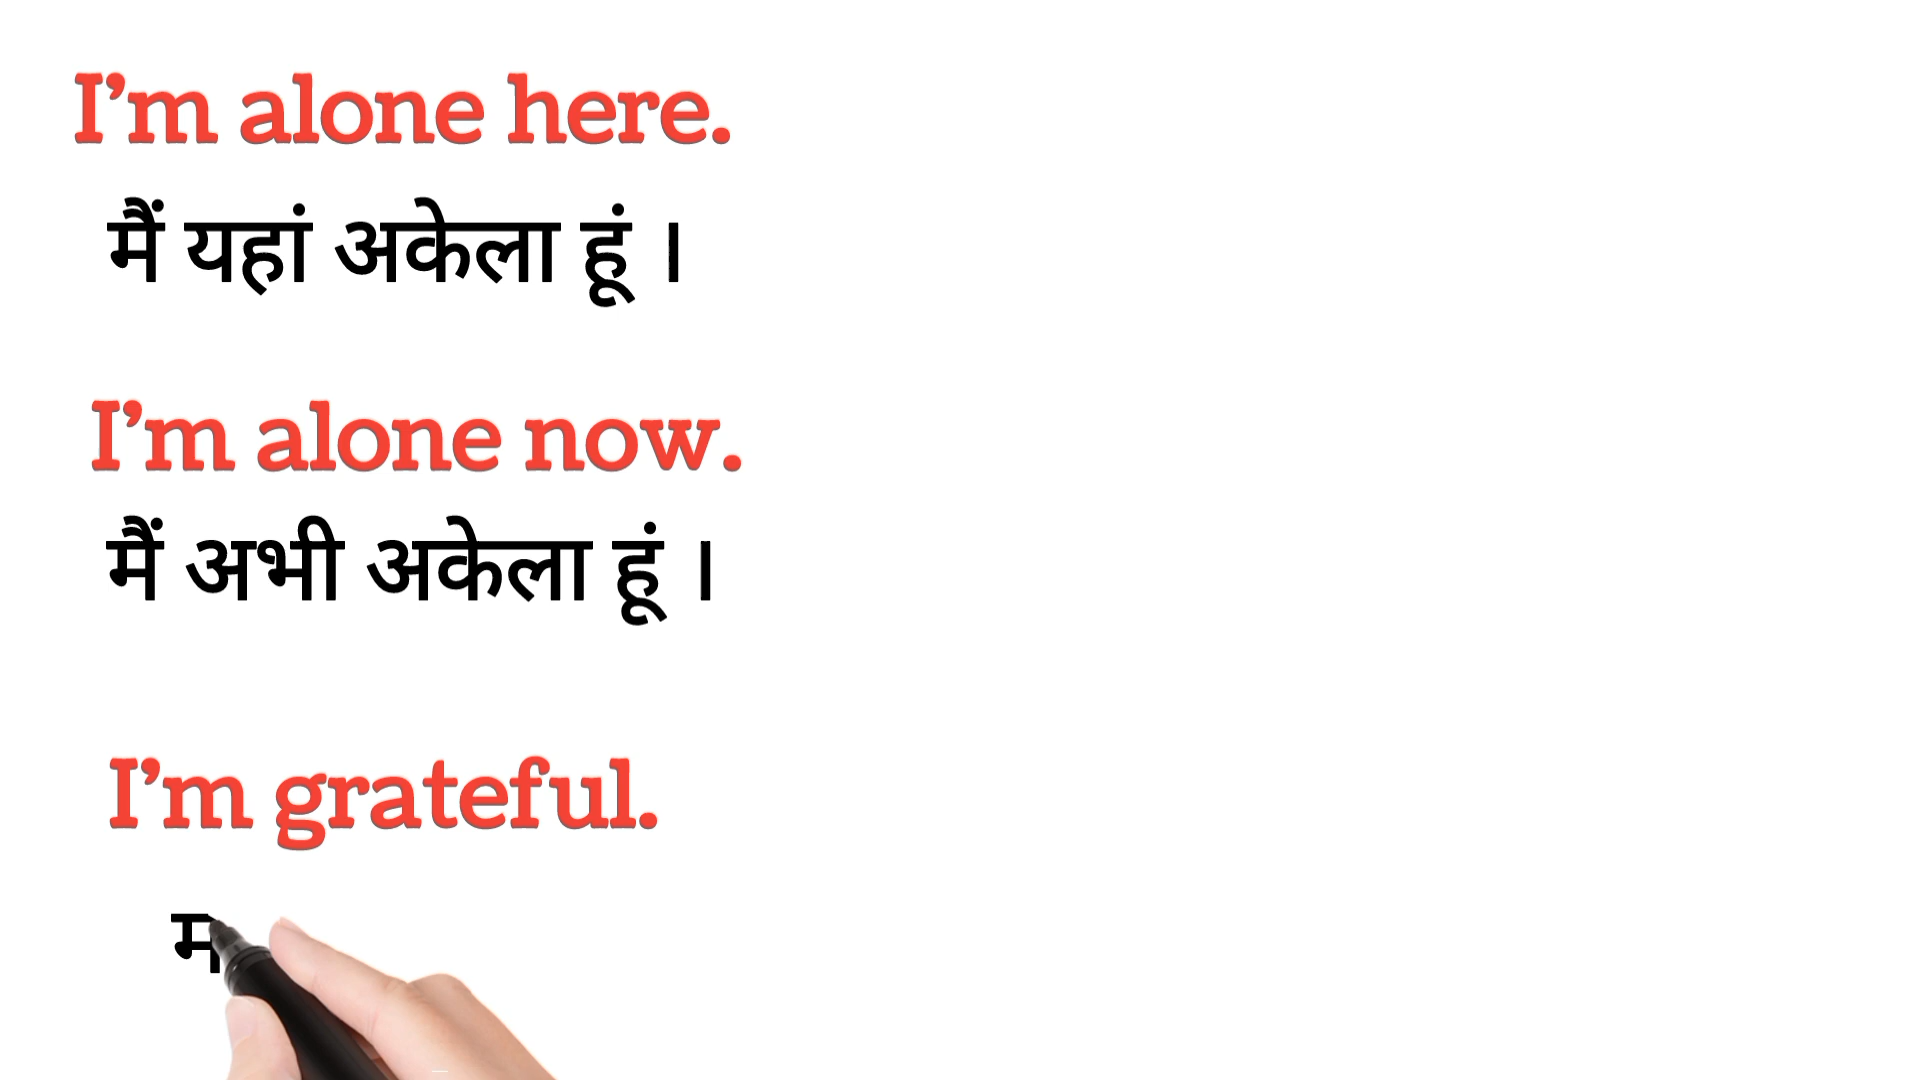 I’m alone here.
मैं यहां अकेला हूं ।
I’m alone now.
मैं अभी अकेला हूं ।
I’m grateful.